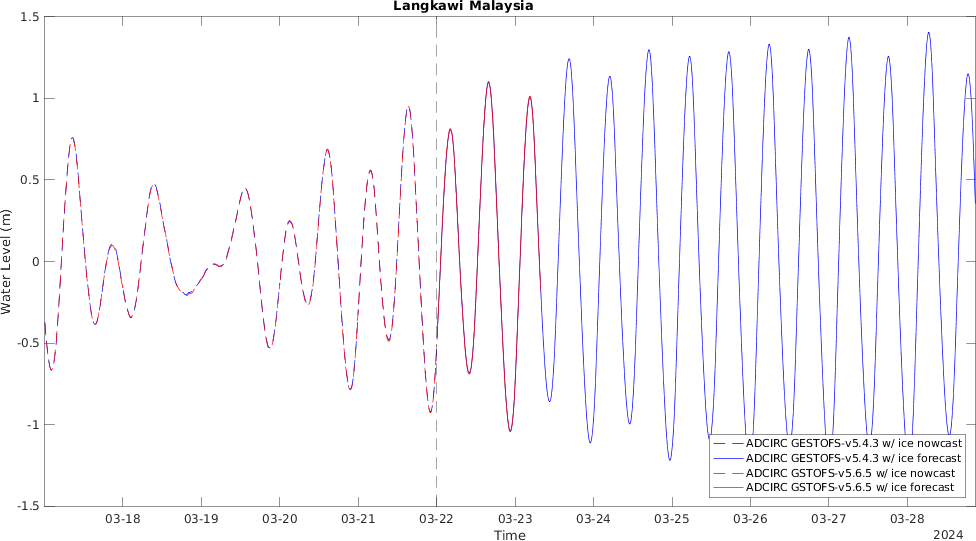 Langkawi Malaysia
1.5
1
0.5
0
-0.5
-1
-1.5
Water Level (m)
ADCIRC GESTOFS-v5.4.3 w/ ice nowcast
ADCIRC GESTOFS-v5.4.3 w/ ice forecast
ADCIRC GSTOFS-v5.6.5 w/ ice nowcast
ADCIRC GSTOFS-v5.6.5 w/ ice forecast
03-18 03-19 03-20 03-21 03-22 03-23 03-24 03-25 03-26 03-27 03-28
Time
2024